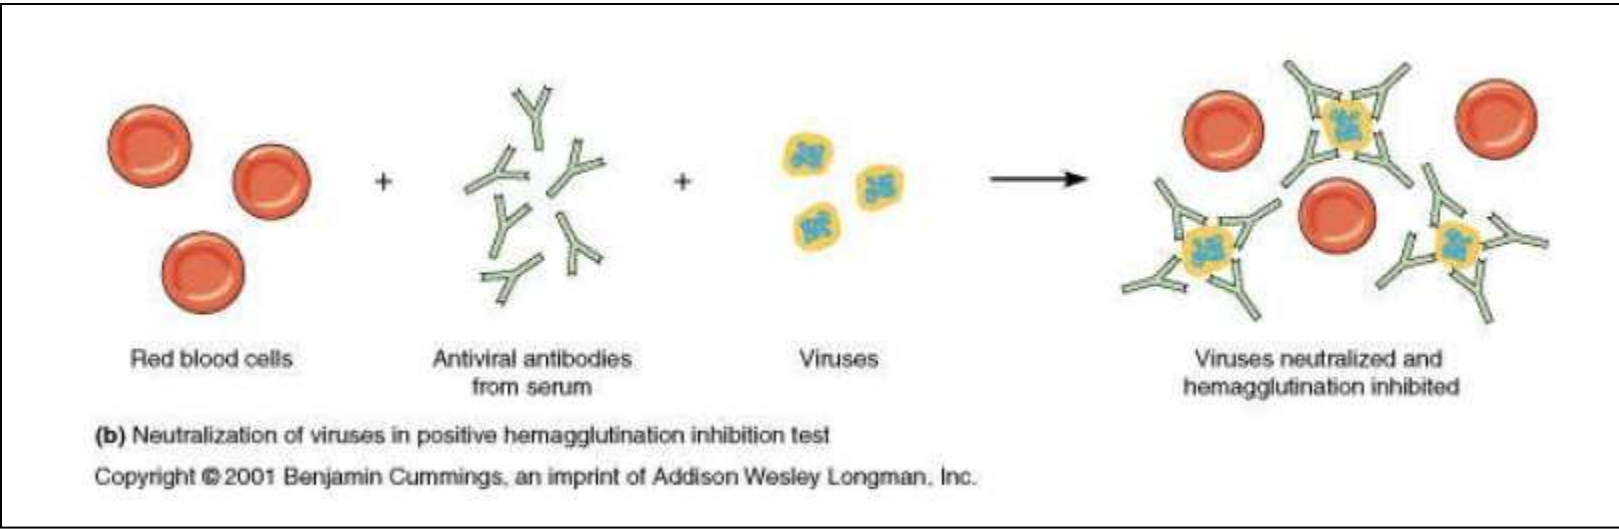 +
+
Red blood cells
Antiviral antibodies
from serum
Viruses
Viruses neutralized and
hemagglutination inhibited
(b) Neutralization of viruses in positive hemagglutination inhibition test
Copyright © 2001 Benjamin Cummings, an imprint of Addison Wesley Longman, Inc.